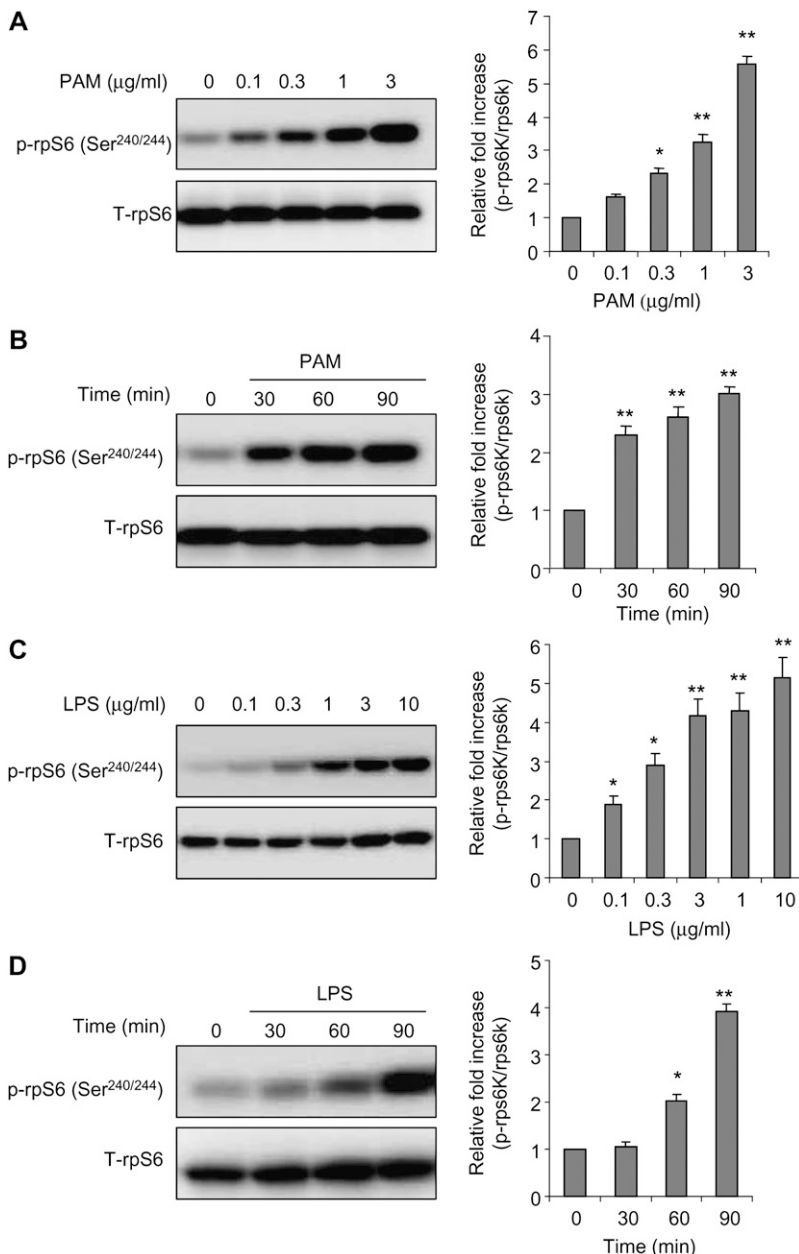 A
PAM (μg/ml) 0 0.1 0.3 1 3
p-rpS6 (Ser240/244)
T-rpS6
Relative fold increase
(p-rps6K/rps6k)
7
6
5
4
3
2
1
0
*
**
**
0 0.1 0.3 1 3
PAM (μg/ml)
B
PAM
Time (min) 0 30 60 90
p-rpS6 (Ser240/244)
T-rpS6
Relative fold increase
(p-rps6K/rps6k)
4
3
2
1
0
**
**
**
0 30 60 90
Time (min)
C
LPS (μg/ml) 0 0.1 0.3 1 3 10
p-rpS6 (Ser240/244)
T-rpS6
Relative fold increase
(p-rps6K/rps6k)
6
5
4
3
2
1
0
*
*
**
**
**
0 0.1 0.3 3 1 10
LPS (μg/ml)
D
LPS
Time (min) 0 30 60 90
p-rpS6 (Ser240/244)
T-rpS6
Relative fold increase
(p-rps6K/rps6k)
5
4
3
2
1
0
*
**
0 30 60 90
Time (min)